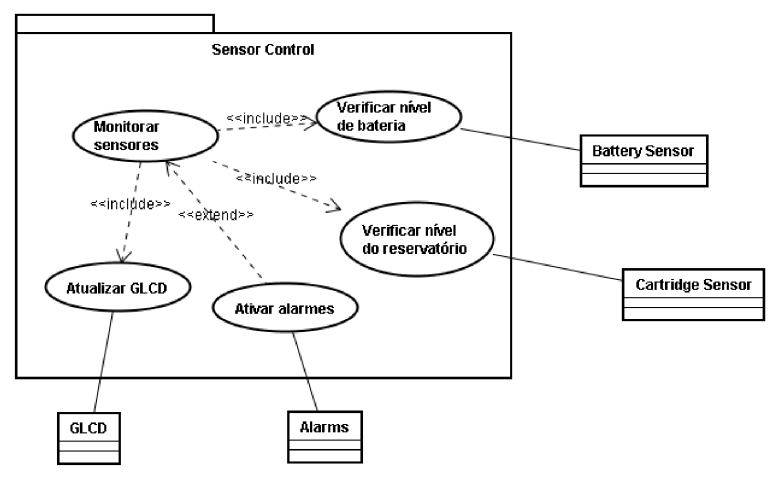 Sensor Control
Monitorar
sensores
<<include>>
Verificar nível
de bateria
Battery Sensor
<<include>>
<<include>>
<<extend>>
Verificar nível
do reservatório
Cartridge Sensor
Atualizar GLCD
Ativar alarmes
GLCD
Alarms